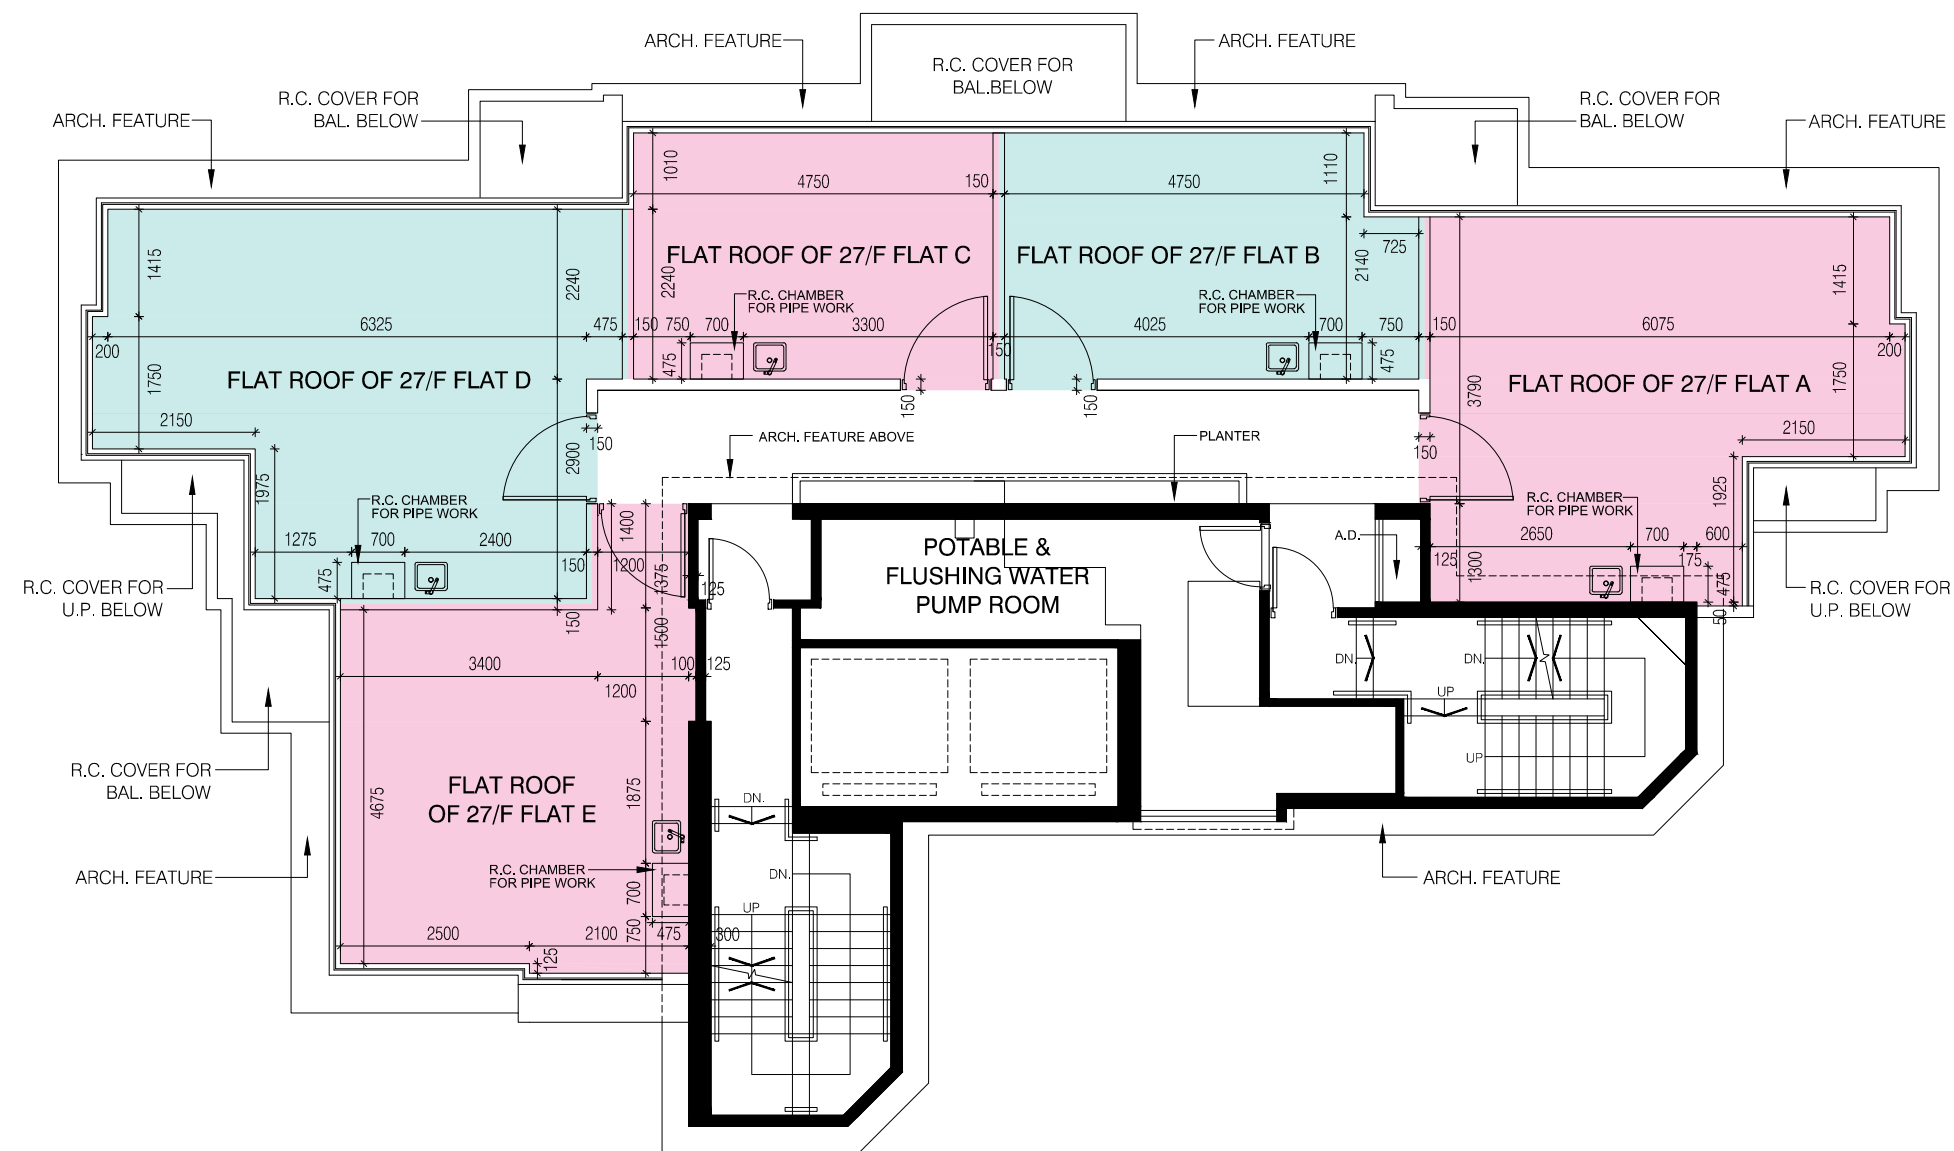 ARCH. FEATURE
ARCH. FEATURE
R.C. COVER FOR
BAL.BELOW
R.C. COVER FOR
BAL. BELOW
R.C. COVER FOR
BAL. BELOW
ARCH. FEATURE
ARCH. FEATURE
1010
4750
150
4750
1110
725
1415
2240
FLAT ROOF OF 27/F FLAT C
2240
FLAT ROOF OF 27/F FLAT B
2140
1415
R.C. CHAMBER
FOR PIPE WORK
R.C. CHAMBER
FOR PIPE WORK
200
6325
475
150
750
700
3300
150
4025
700
750
150
6075
200
475
475
1750
FLAT ROOF OF 27/F FLAT D
FLAT ROOF OF 27/F FLAT A
3790
1750
150
150
2150
150
2900
ARCH. FEATURE ABOVE
PLANTER
150
2150
1975
R.C. CHAMBER
FOR PIPE WORK
1925
R.C. CHAMBER
FOR PIPE WORK
1400
1275
700
2400
150
1200
1375
125
475
POTABLE &
FLUSHING WATER
PUMP ROOM
A.D.
125
1300
2650
700
175
600
475
50
R.C. COVER FOR
U.P. BELOW
R.C. COVER FOR
U.P. BELOW
150
1500
3400
100
125
1200
DN.
DN.
UP
UP
R.C. COVER FOR
BAL. BELOW
4675
FLAT ROOF
OF 27/F FLAT E
1875
DN.
ARCH. FEATURE
R.C. CHAMBER
FOR PIPE WORK
700
DN.
UP
ARCH. FEATURE
2500
2100
750
475
300
125